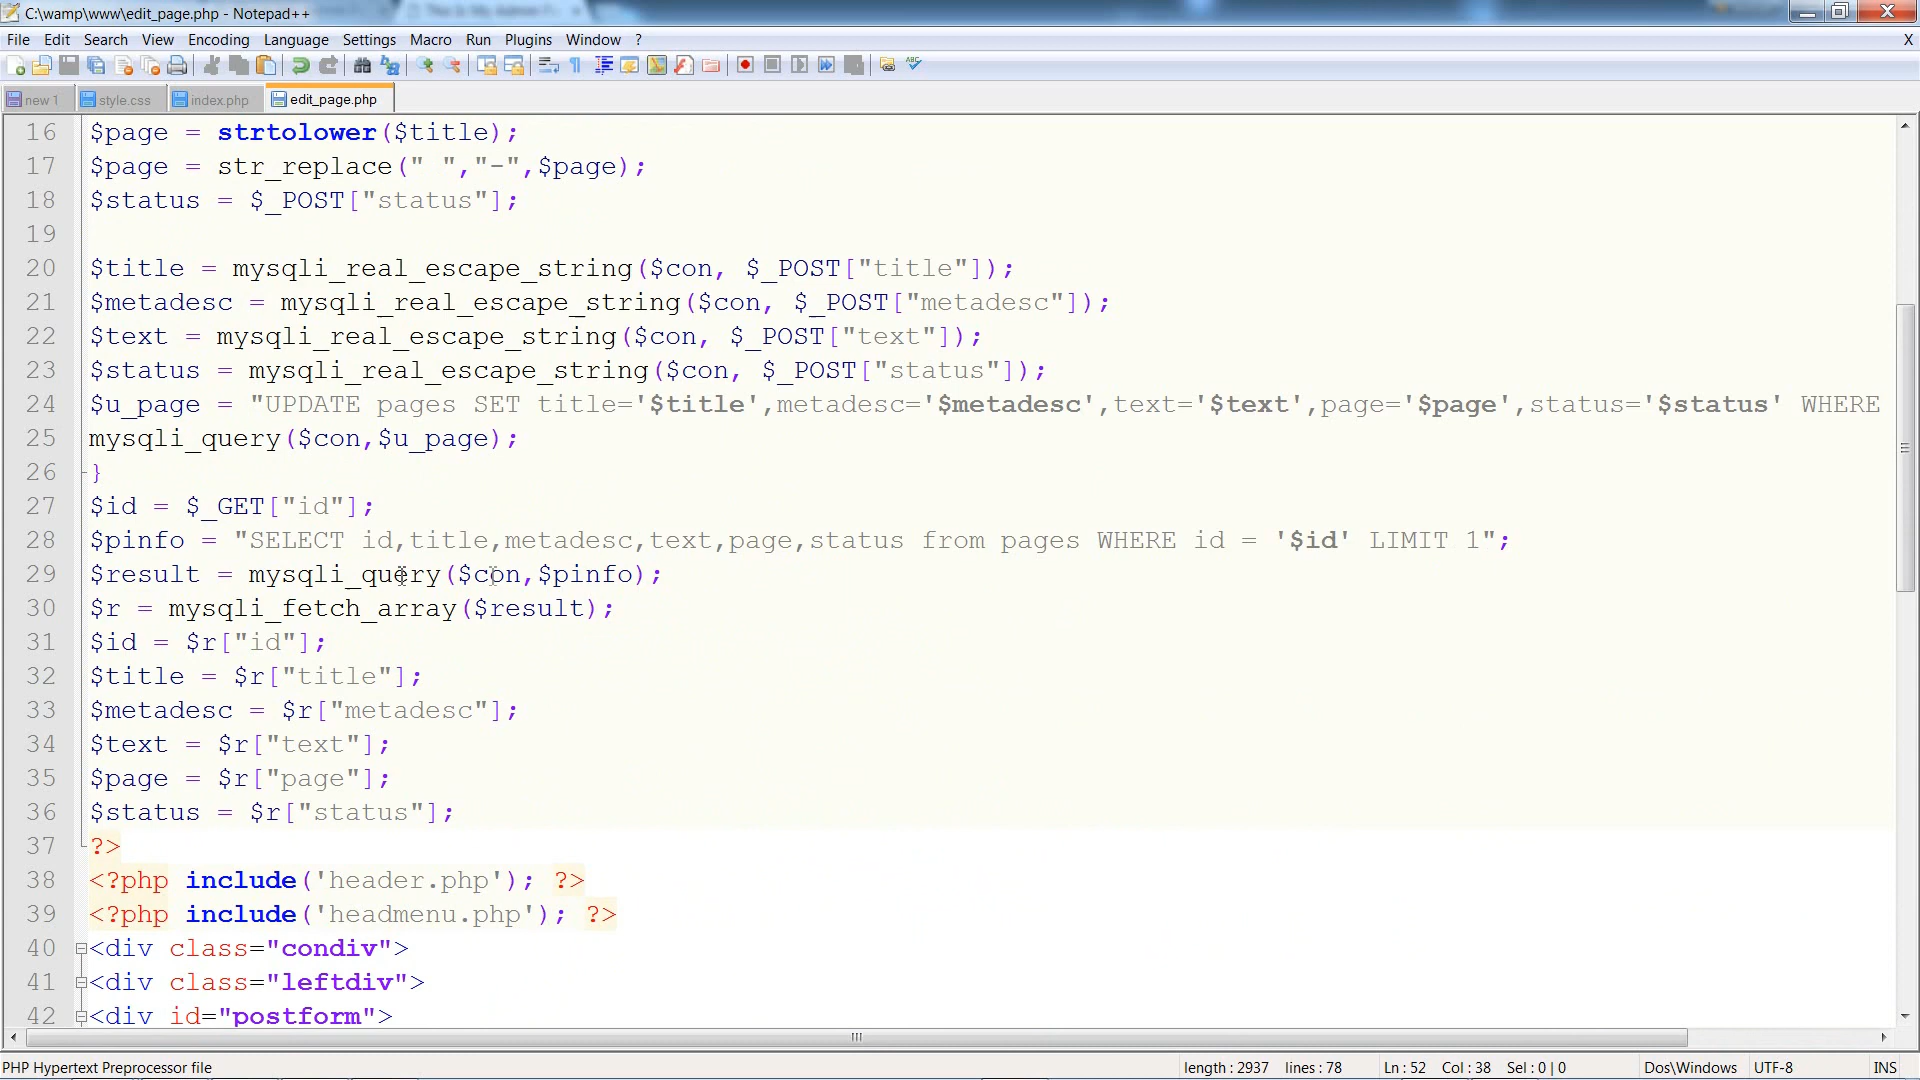 C:\wamp\www\edit_page.php - Notepad++
File Edit Search View Encoding Language Settings Macro Run Plugins Window ? X
new 1 style.css index.php edit_page.php
16 $page = strtolower($title);
17 $page = str_replace(" ","-",$page);
18 $status = $_POST["status"];
19
20 $title = mysqli_real_escape_string($con, $_POST["title"]);
21 $metadesc = mysqli_real_escape_string($con, $_POST["metadesc"]);
22 $text = mysqli_real_escape_string($con, $_POST["text"]);
23 $status = mysqli_real_escape_string($con, $_POST["status"]);
24 $u_page = "UPDATE pages SET title='$title',metadesc='$metadesc',text='$text',page='$page',status='$status' WHERE
25 mysqli_query($con,$u_page);
26 }
27 $id = $_GET["id"];
28 $pinfo = "SELECT id,title,metadesc,text,page,status from pages WHERE id = '$id' LIMIT 1";
29 $result = mysqli_query($con,$pinfo);
30 $r = mysqli_fetch_array($result);
31 $id = $r["id"];
32 $title = $r["title"];
33 $metadesc = $r["metadesc"];
34 $text = $r["text"];
35 $page = $r["page"];
36 $status = $r["status"];
37 ?>
38 <?php include('header.php'); ?>
39 <?php include('headmenu.php'); ?>
40 <div class="condiv">
41 <div class="leftdiv">
42 <div id="postform">
PHP Hypertext Preprocessor file length : 2937 lines : 78 Ln : 52 Col : 38 Sel : 0 | 0 Dos\Windows UTF-8 INS